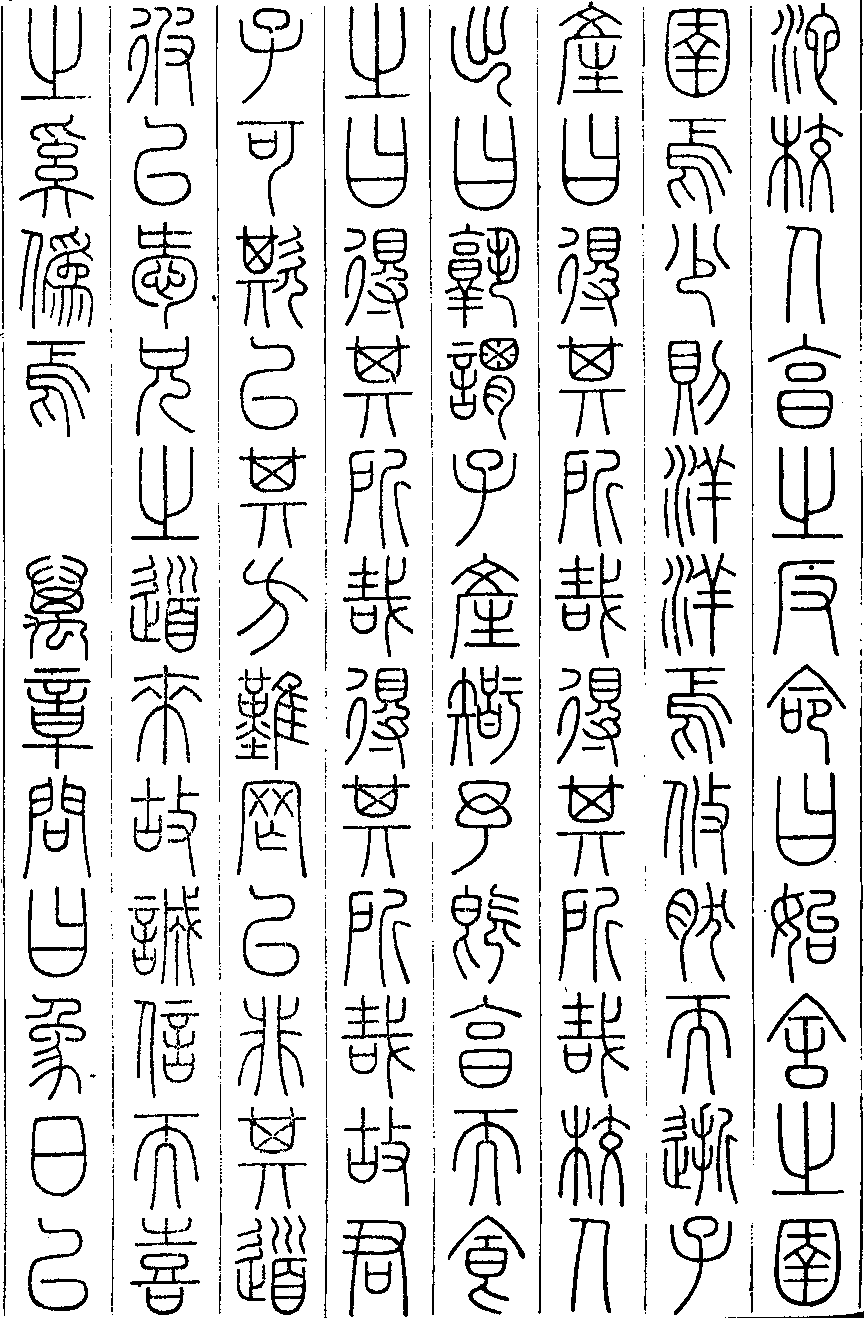 池校人烹之反命曰始舍之圉
圉焉少則洋洋焉攸然而逝子
產曰得其所哉得其所哉校人
出曰孰謂子產智予既烹而食
之曰得其所哉得其所哉故君
子可欺以其方難罔以非其道
彼以愛兄之道來故誠信而喜
之奚偽焉　萬章問曰象日以